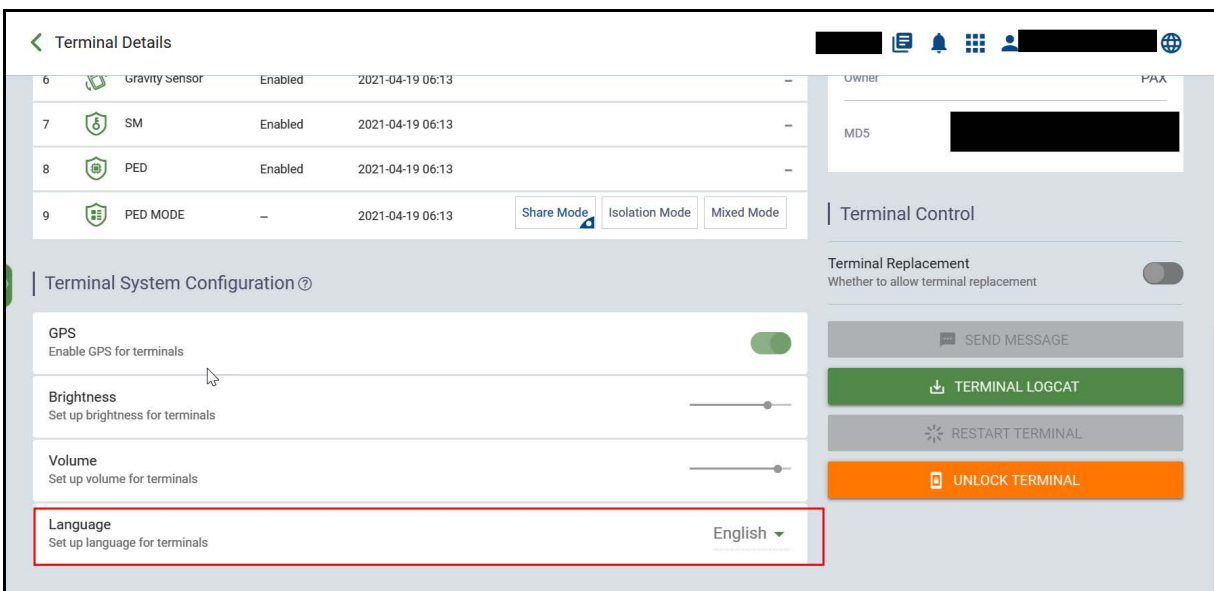 Terminal Details
6 Gravity Sensor Enabled 2021-04-19 06:13 –
7 SM Enabled 2021-04-19 06:13 –
8 PED Enabled 2021-04-19 06:13 –
9 PED MODE – 2021-04-19 06:13 Share Mode Isolation Mode Mixed Mode
Terminal System Configuration
GPS
Enable GPS for terminals
Brightness
Set up brightness for terminals
Volume
Set up volume for terminals
Language
Set up language for terminals
English
Owner PAX
MD5
Terminal Control
Terminal Replacement
Whether to allow terminal replacement
SEND MESSAGE
TERMINAL LOGCAT
RESTART TERMINAL
UNLOCK TERMINAL